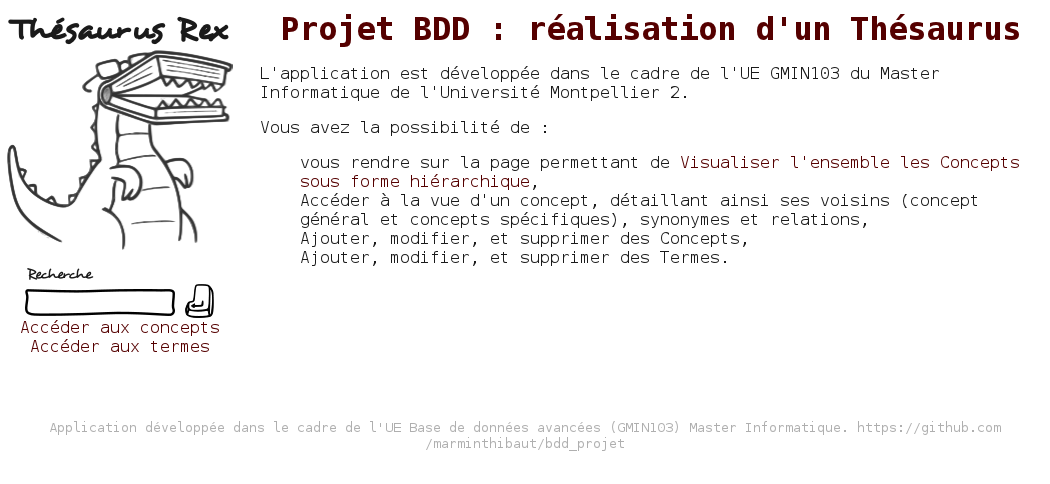 Thésaurus Rex
Projet BDD : réalisation d'un Thésaurus
L'application est développée dans le cadre de l'UE GMIN103 du Master
Informatique de l'Université Montpellier 2.
Vous avez la possibilité de :
vous rendre sur la page permettant de Visualiser l'ensemble les Concepts
sous forme hiérarchique,
Accéder à la vue d'un concept, détaillant ainsi ses voisins (concept
général et concepts spécifiques), synonymes et relations,
Ajouter, modifier, et supprimer des Concepts,
Ajouter, modifier, et supprimer des Termes.
Recherche
Accéder aux concepts
Accéder aux termes
Application développée dans le cadre de l'UE Base de données avancées (GMIN103) Master Informatique. https://github.com
/marminthibaut/bdd_projet